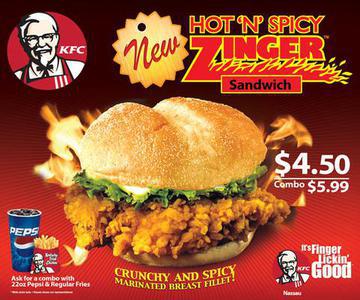 KFC
New
HOT 'N' SPICY
ZINGER™
Sandwich
$4.50
Combo $5.99
PEPSI
Ask for a combo with
22oz Pepsi & Regular Fries
CRUNCHY AND SPICY
MARINATED BREAST FILLET!
KFC
Nassau
It's Finger
Lickin'
Good